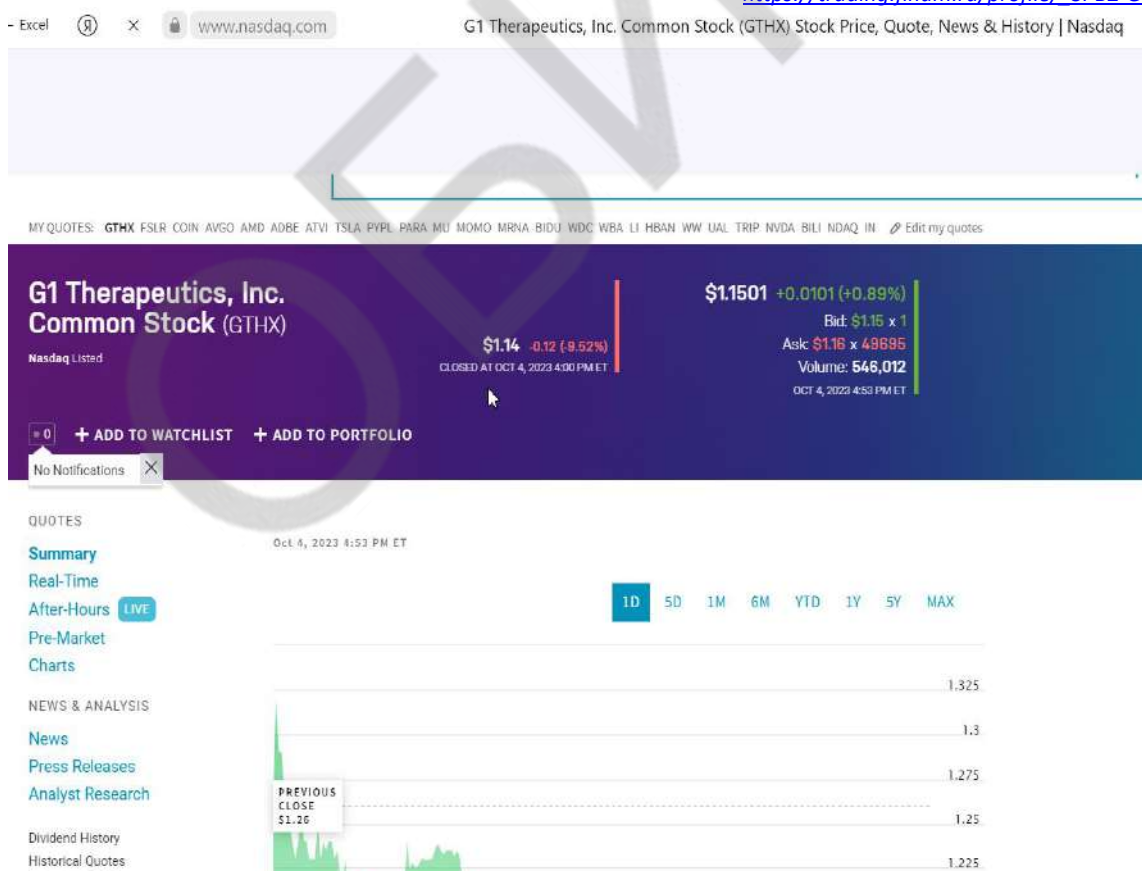 – Excel Я × www.nasdaq.com G1 Therapeutics, Inc. Common Stock (GTHX) Stock Price, Quote, News & History | Nasdaq
MY QUOTES: GTHX FSLR COIN AVGO AMD ADBE ATVI TSLA PYPL PARA MU MOMO MRNA BIDU WDC WBA LI HBAN WW UAL TRIP NVDA BILI NDAQ IN Edit my quotes
G1 Therapeutics, Inc.
Common Stock (GTHX)
Nasdaq Listed
$1.14 -0.12 (-9.52%)
CLOSED AT OCT 4, 2023 4:00 PM ET
$1.1501 +0.0101 (+0.89%)
Bid: $1.15 x 1
Ask: $1.16 x 49695
Volume: 546,012
OCT 4, 2023 4:53 PM ET
0 + ADD TO WATCHLIST + ADD TO PORTFOLIO
No Notifications ×
QUOTES
Summary
Real-Time
After-Hours LIVE
Pre-Market
Charts
NEWS & ANALYSIS
News
Press Releases
Analyst Research
Dividend History
Historical Quotes
Oct 4, 2023 4:53 PM ET
1D 5D 1M 6M YTD 1Y 5Y MAX
1.325
1.3
1.275
PREVIOUS
CLOSE
$1.26
1.25
1.225